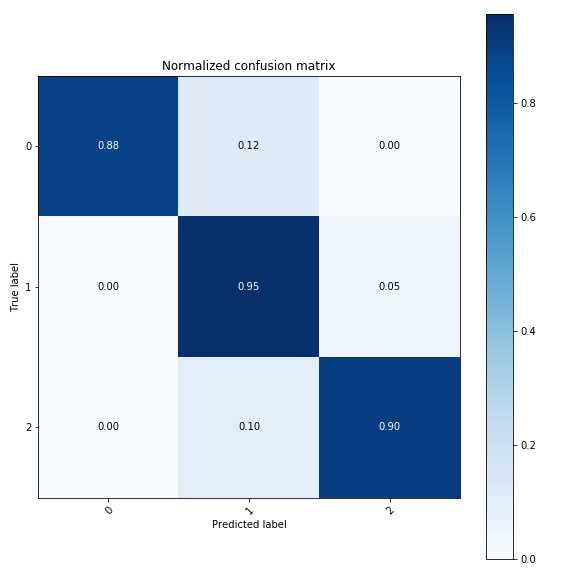 Normalized confusion matrix
0 0.88 0.12 0.00
1 0.00 0.95 0.05
2 0.00 0.10 0.90
0 1 2
True label
Predicted label
0.8
0.6
0.4
0.2
0.0